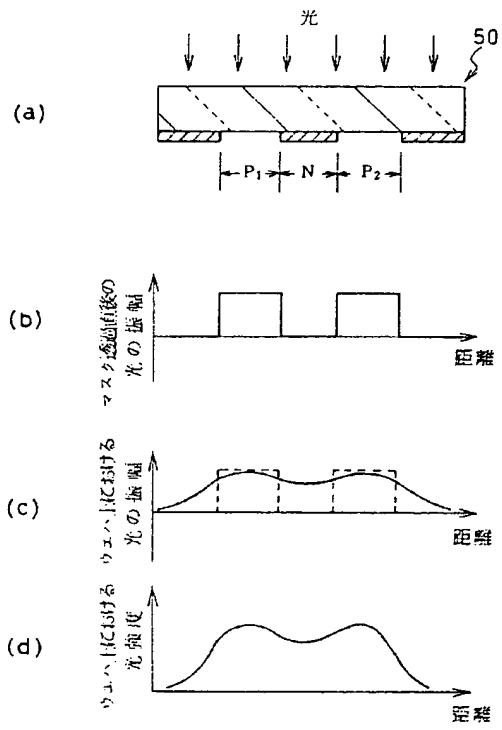 光
50
(a)
P₁ N P₂
(b)
マスク透過直後の
光の振幅
距離
(c)
ウェハ上における
光の振幅
距離
(d)
ウェハ上における
光強度
距離